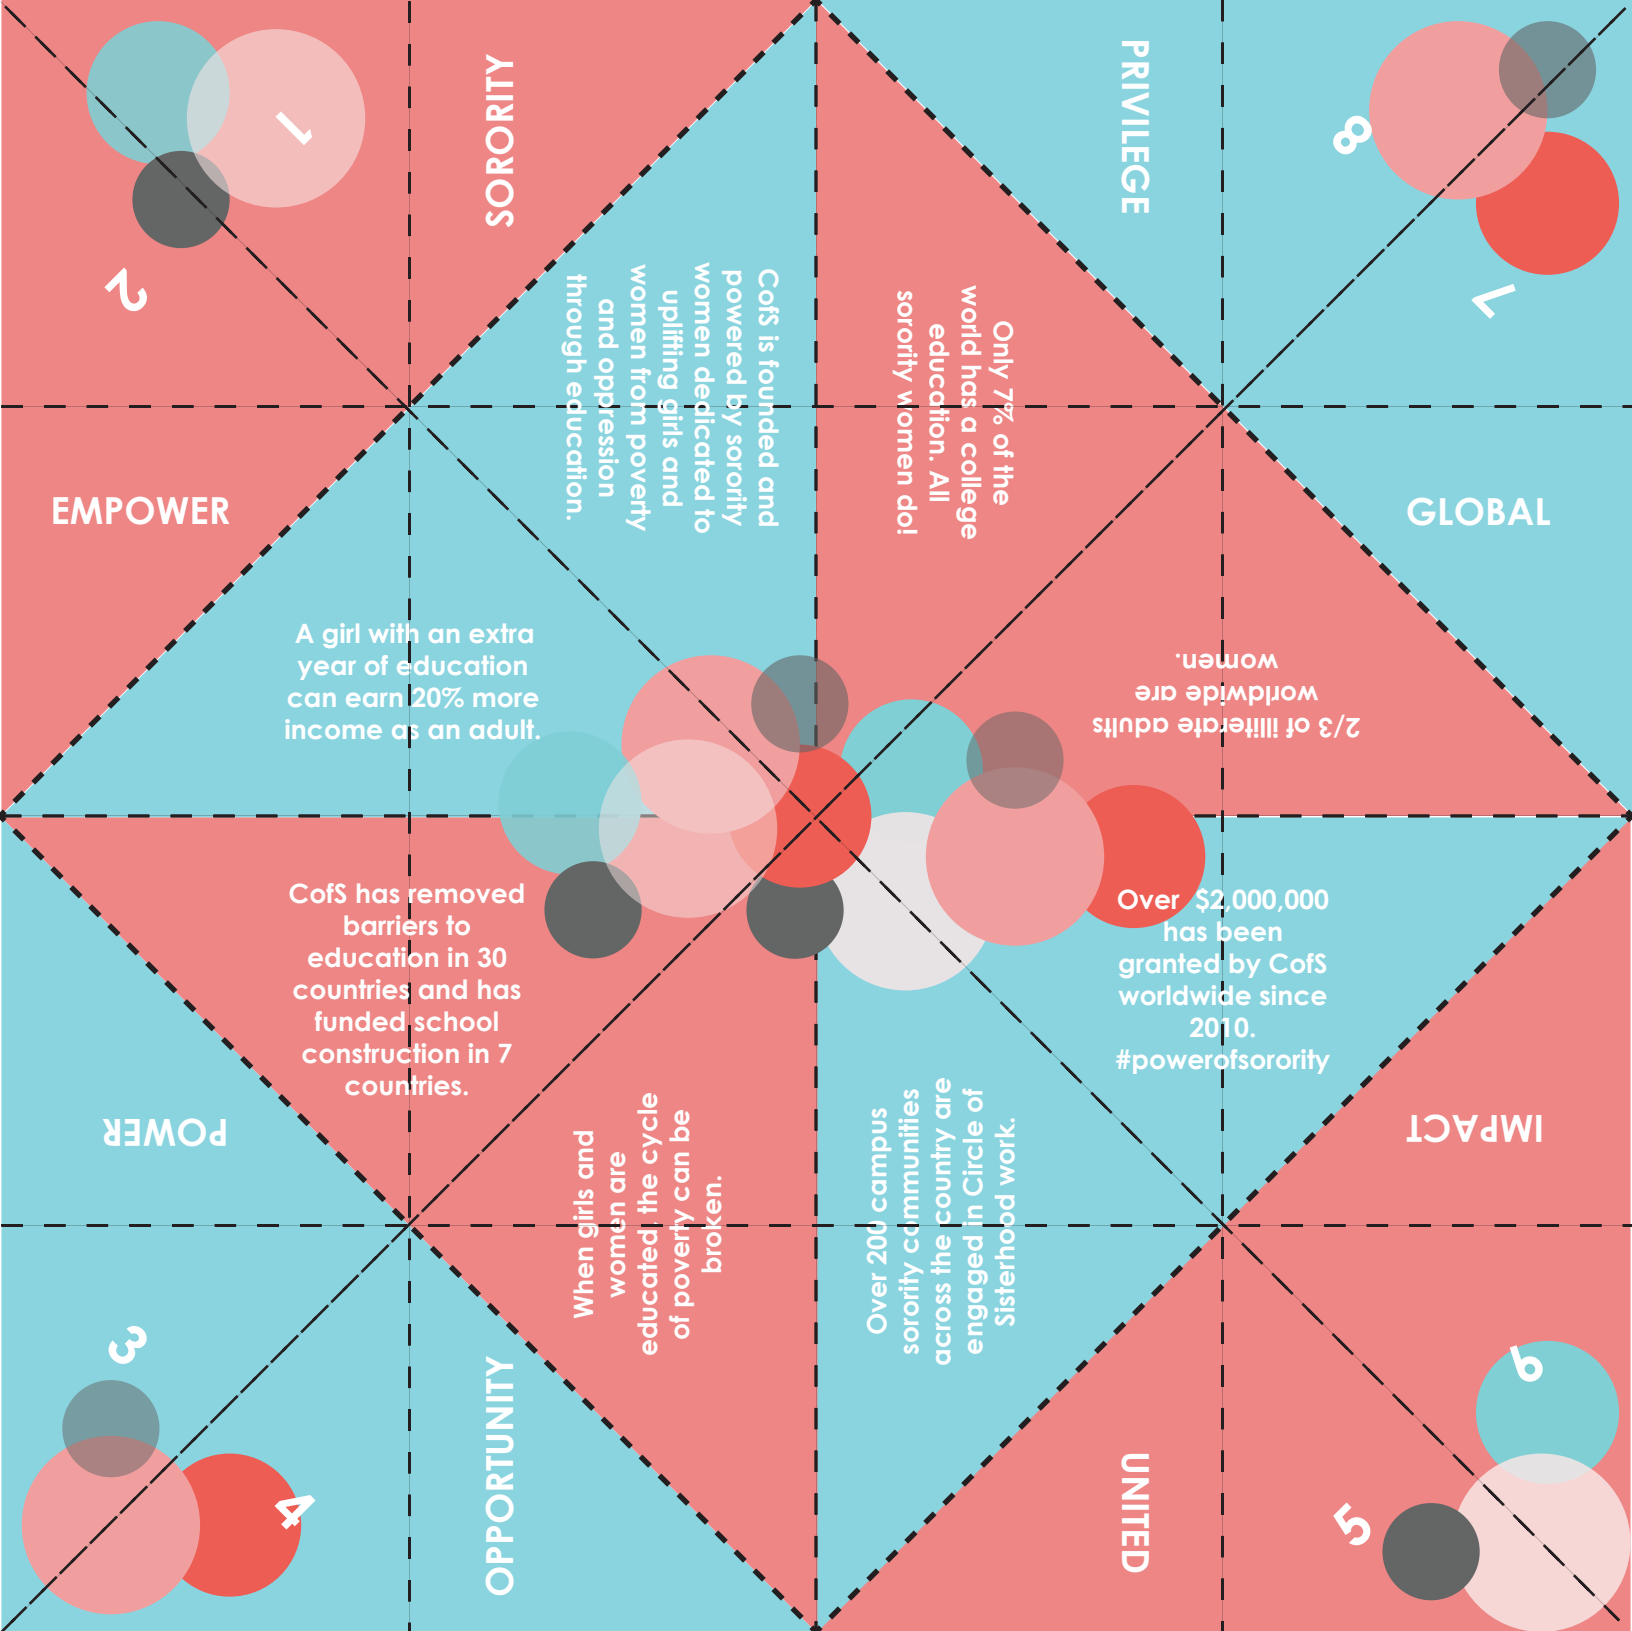 1
2
SORORITY
PRIVILEGE
8
7
EMPOWER
GLOBAL
CofS is founded and
powered by sorority
women dedicated to
uplifting girls and
women from poverty
and oppression
through education.
Only 7% of the
world has a college
education. All
sorority women do!
A girl with an extra
year of education
can earn 20% more
income as an adult.
2/3 of illiterate adults
worldwide are
women.
CofS has removed
barriers to
education in 30
countries and has
funded school
construction in 7
countries.
Over $2,000,000
has been
granted by CofS
worldwide since
2010.
#powerofsorority
When girls and
women are
educated, the cycle
of poverty can be
broken.
Over 200 campus
sorority communities
across the country are
engaged in Circle of
Sisterhood work.
POWER
IMPACT
3
4
OPPORTUNITY
UNITED
6
5